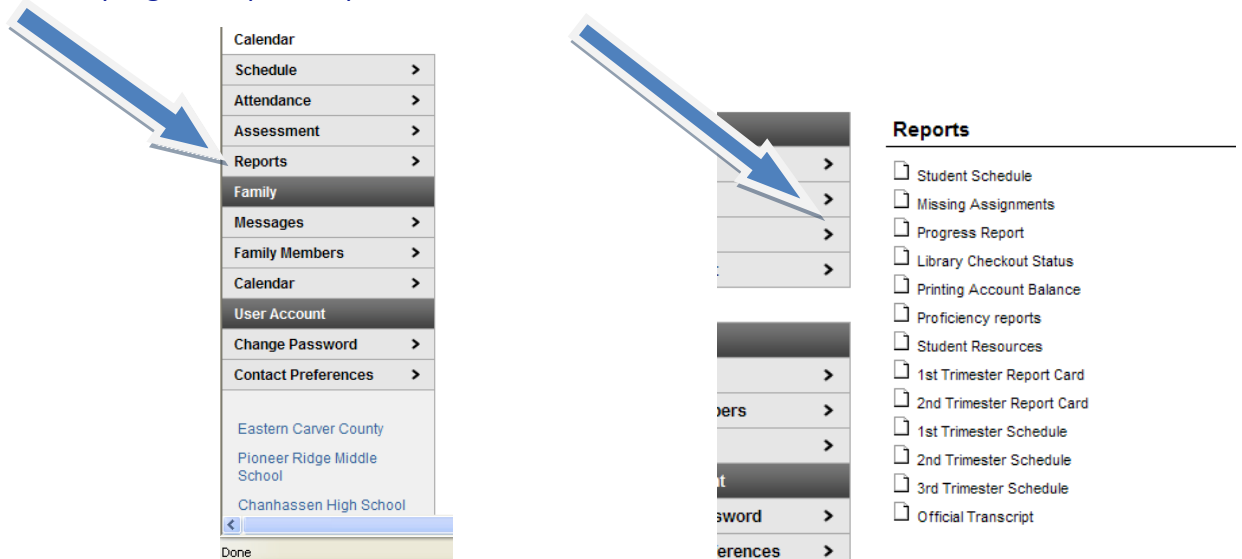 Calendar
Schedule
Attendance
Assessment
Reports
Family
Messages
Family Members
Calendar
User Account
Change Password
Contact Preferences
Eastern Carver County
Pioneer Ridge Middle
School
Chanhassen High School
Done
bers
sword
erences
Reports
Student Schedule
Missing Assignments
Progress Report
Library Checkout Status
Printing Account Balance
Proficiency reports
Student Resources
1st Trimester Report Card
2nd Trimester Report Card
1st Trimester Schedule
2nd Trimester Schedule
3rd Trimester Schedule
Official Transcript